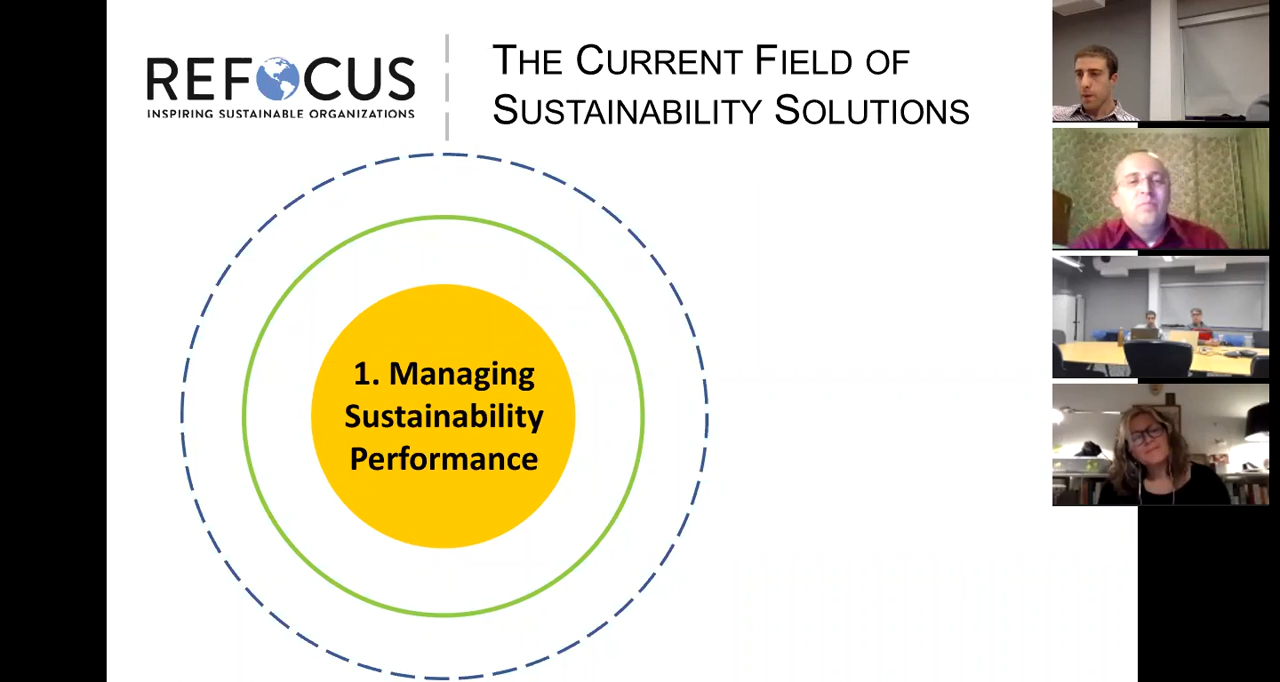 REFOCUS
INSPIRING SUSTAINABLE ORGANIZATIONS
THE CURRENT FIELD OF
SUSTAINABILITY SOLUTIONS
1. Managing
Sustainability
Performance